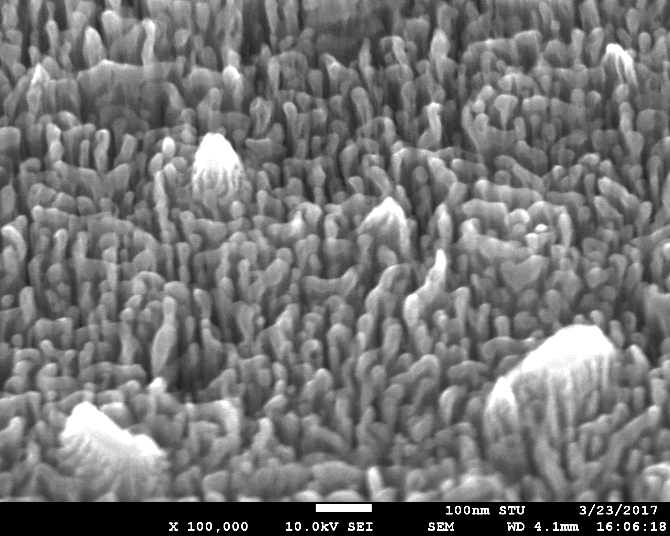 100nm STU 3/23/2017
X 100,000 10.0kV SEI SEM WD 4.1mm 16:06:18